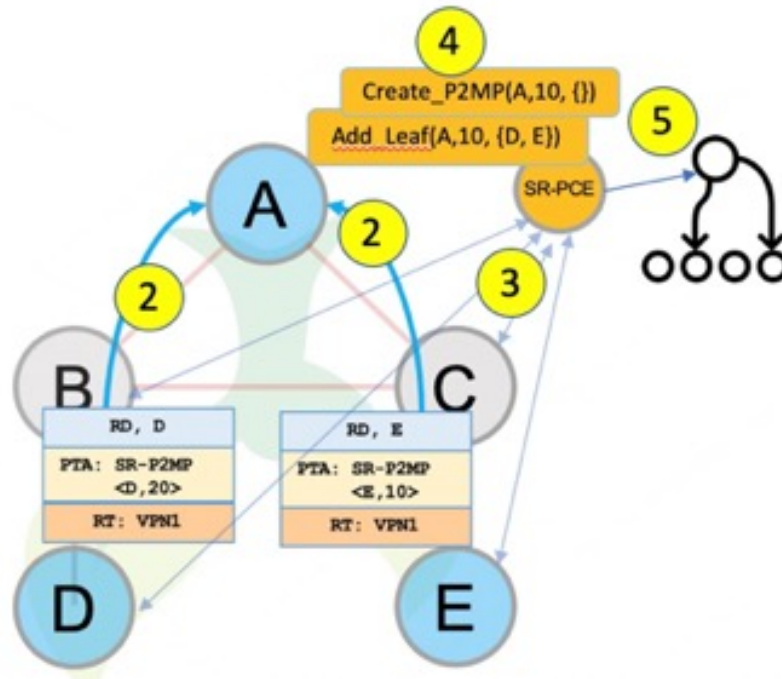 4
Create_P2MP(A,10, {})
Add_Leaf(A,10, {D, E})
5
SR-PCE
A
2
2
3
B
C
RD, D
PTA: SR-P2MP
<D,20>
RT: VPN1
RD, E
PTA: SR-P2MP
<E,10>
RT: VPN1
D
E